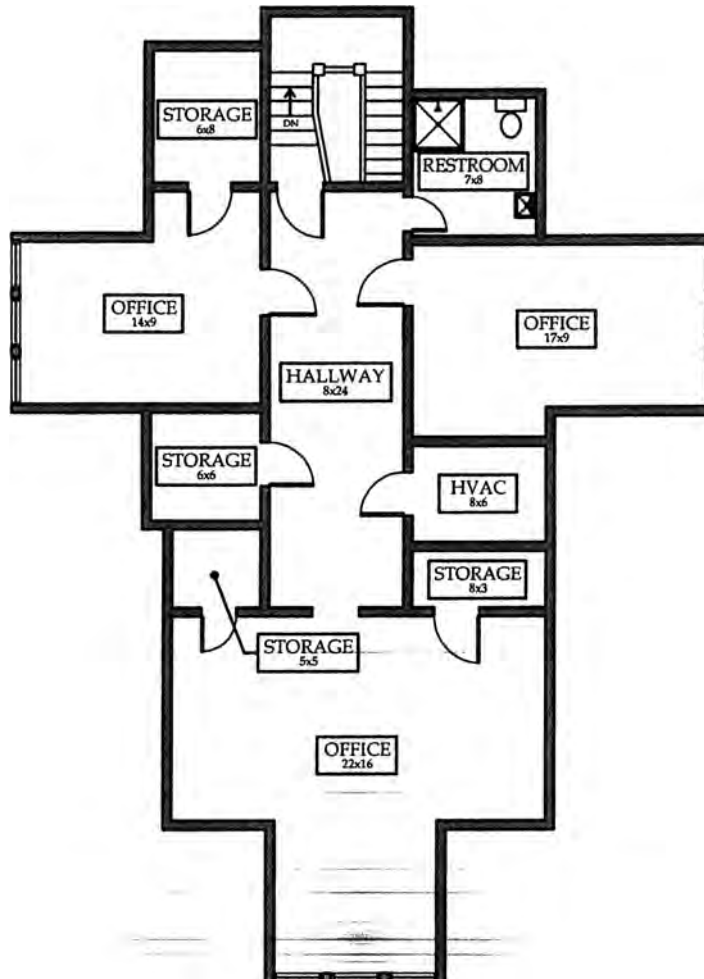 STORAGE
6x8
DN
RESTROOM
7x8
OFFICE
14x9
OFFICE
17x9
HALLWAY
8x24
STORAGE
6x6
HVAC
8x6
STORAGE
8x3
STORAGE
5x5
OFFICE
22x16